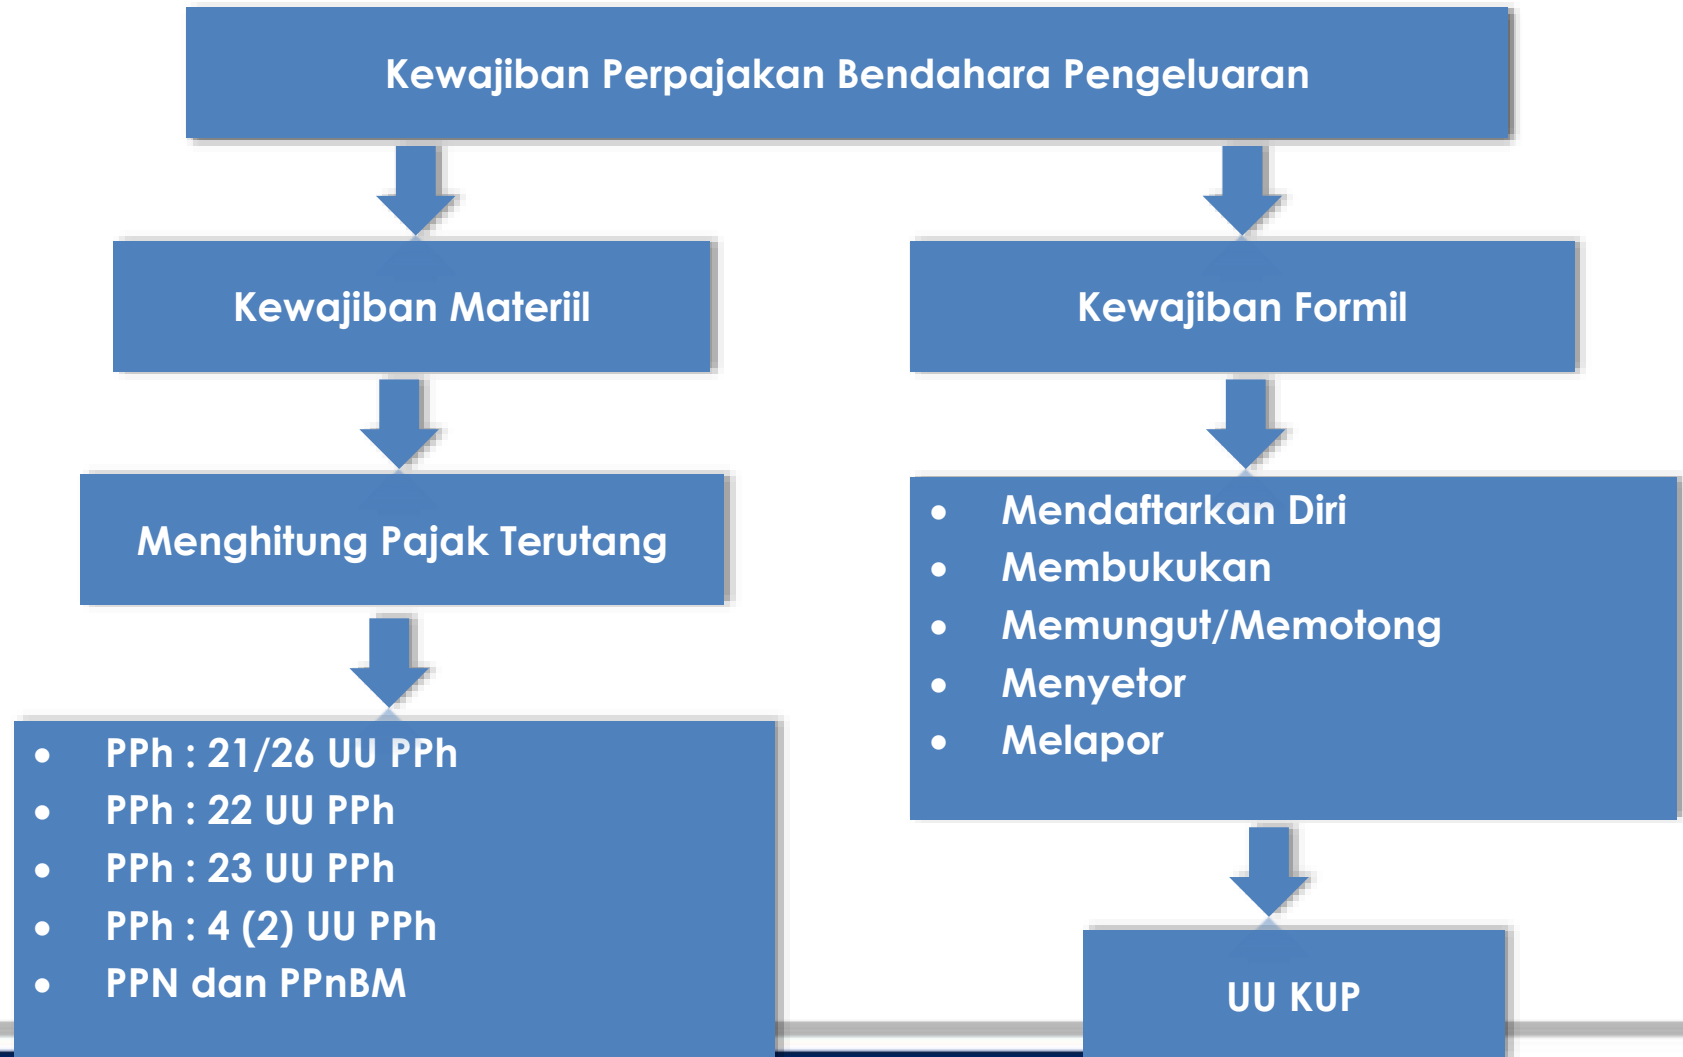 Kewajiban Perpajakan Bendahara Pengeluaran
Kewajiban Materiil
Kewajiban Formil
Menghitung Pajak Terutang
• Mendaftarkan Diri
• Membukukan
• Memungut/Memotong
• Menyetor
• Melapor
• PPh : 21/26 UU PPh
• PPh : 22 UU PPh
• PPh : 23 UU PPh
• PPh : 4 (2) UU PPh
• PPN dan PPnBM
UU KUP